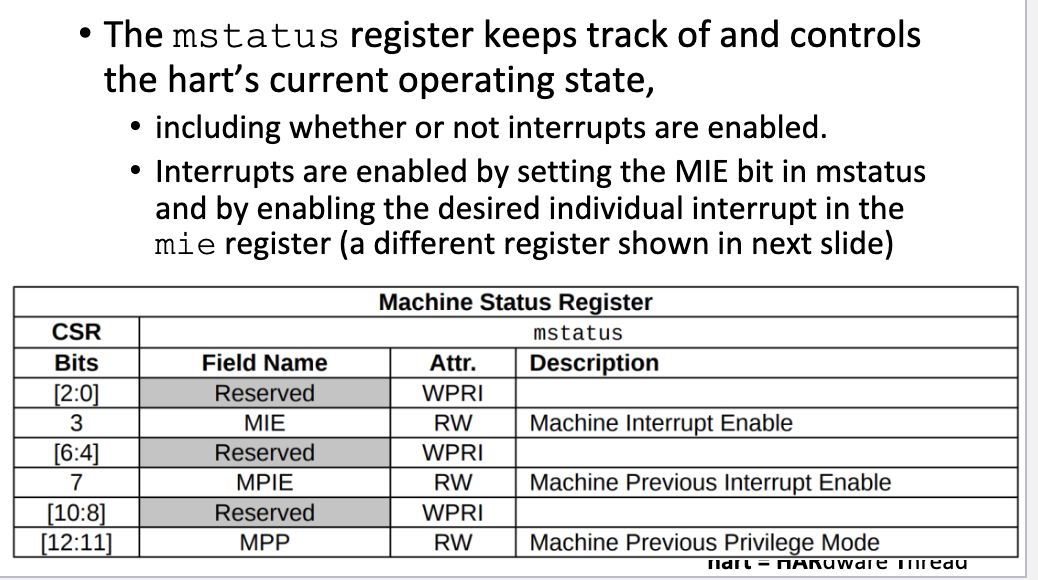 • The mstatus register keeps track of and controls
the hart’s current operating state,
• including whether or not interrupts are enabled.
• Interrupts are enabled by setting the MIE bit in mstatus
and by enabling the desired individual interrupt in the
mie register (a different register shown in next slide)
Machine Status Register
CSR mstatus
Bits Field Name Attr. Description
[2:0] Reserved WPRI
3 MIE RW Machine Interrupt Enable
[6:4] Reserved WPRI
7 MPIE RW Machine Previous Interrupt Enable
[10:8] Reserved WPRI
[12:11] MPP RW Machine Previous Privilege Mode
hart = HARdware Thread